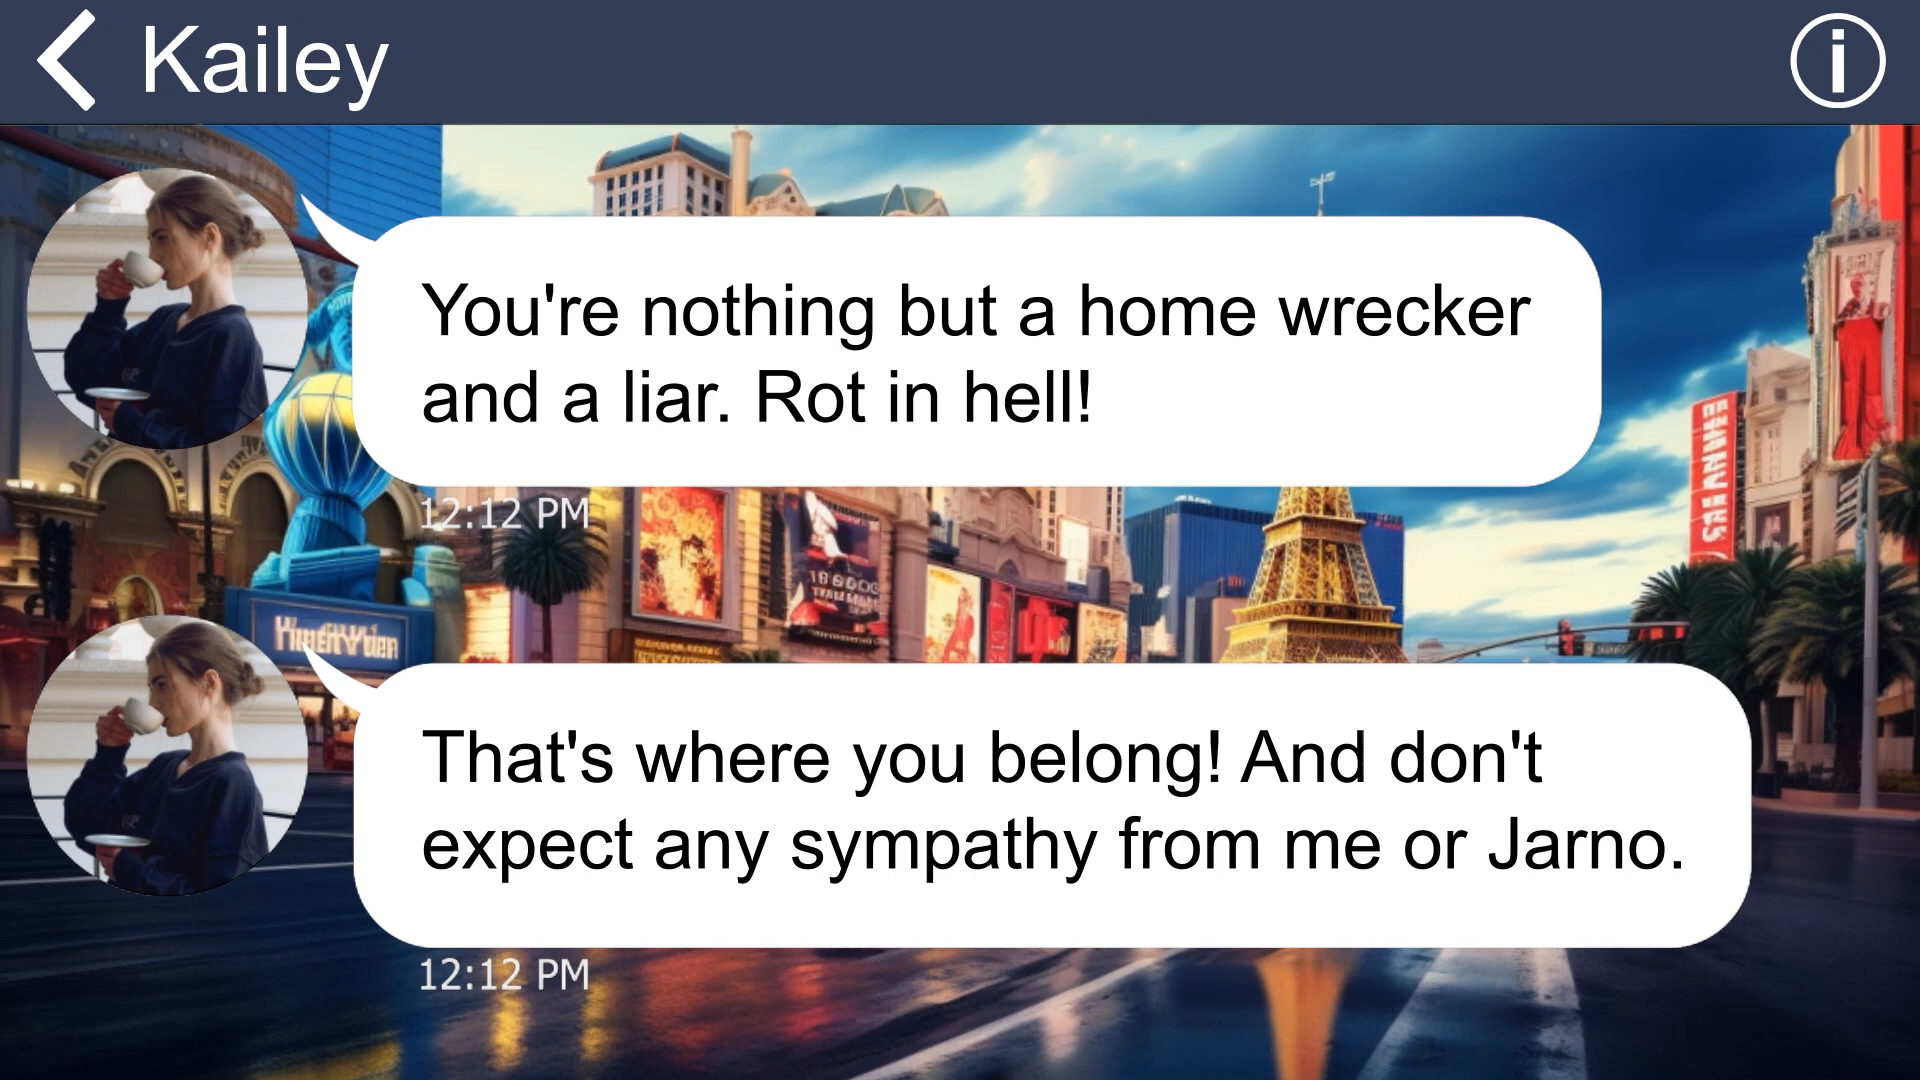 Kailey
You're nothing but a home wrecker
and a liar. Rot in hell!
12:12 PM
That's where you belong! And don't
expect any sympathy from me or Jarno.
12:12 PM